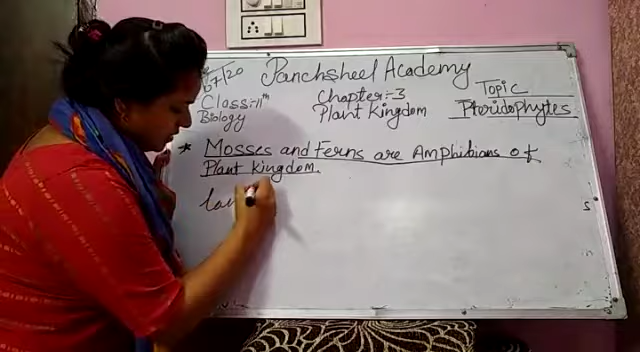 Panchsheel Academy
Class:-11th
Biology
Chapter:-3
Plant Kingdom
Topic
Pteridophytes
* Mosses and Ferns are Amphibians of
Plant Kingdom.